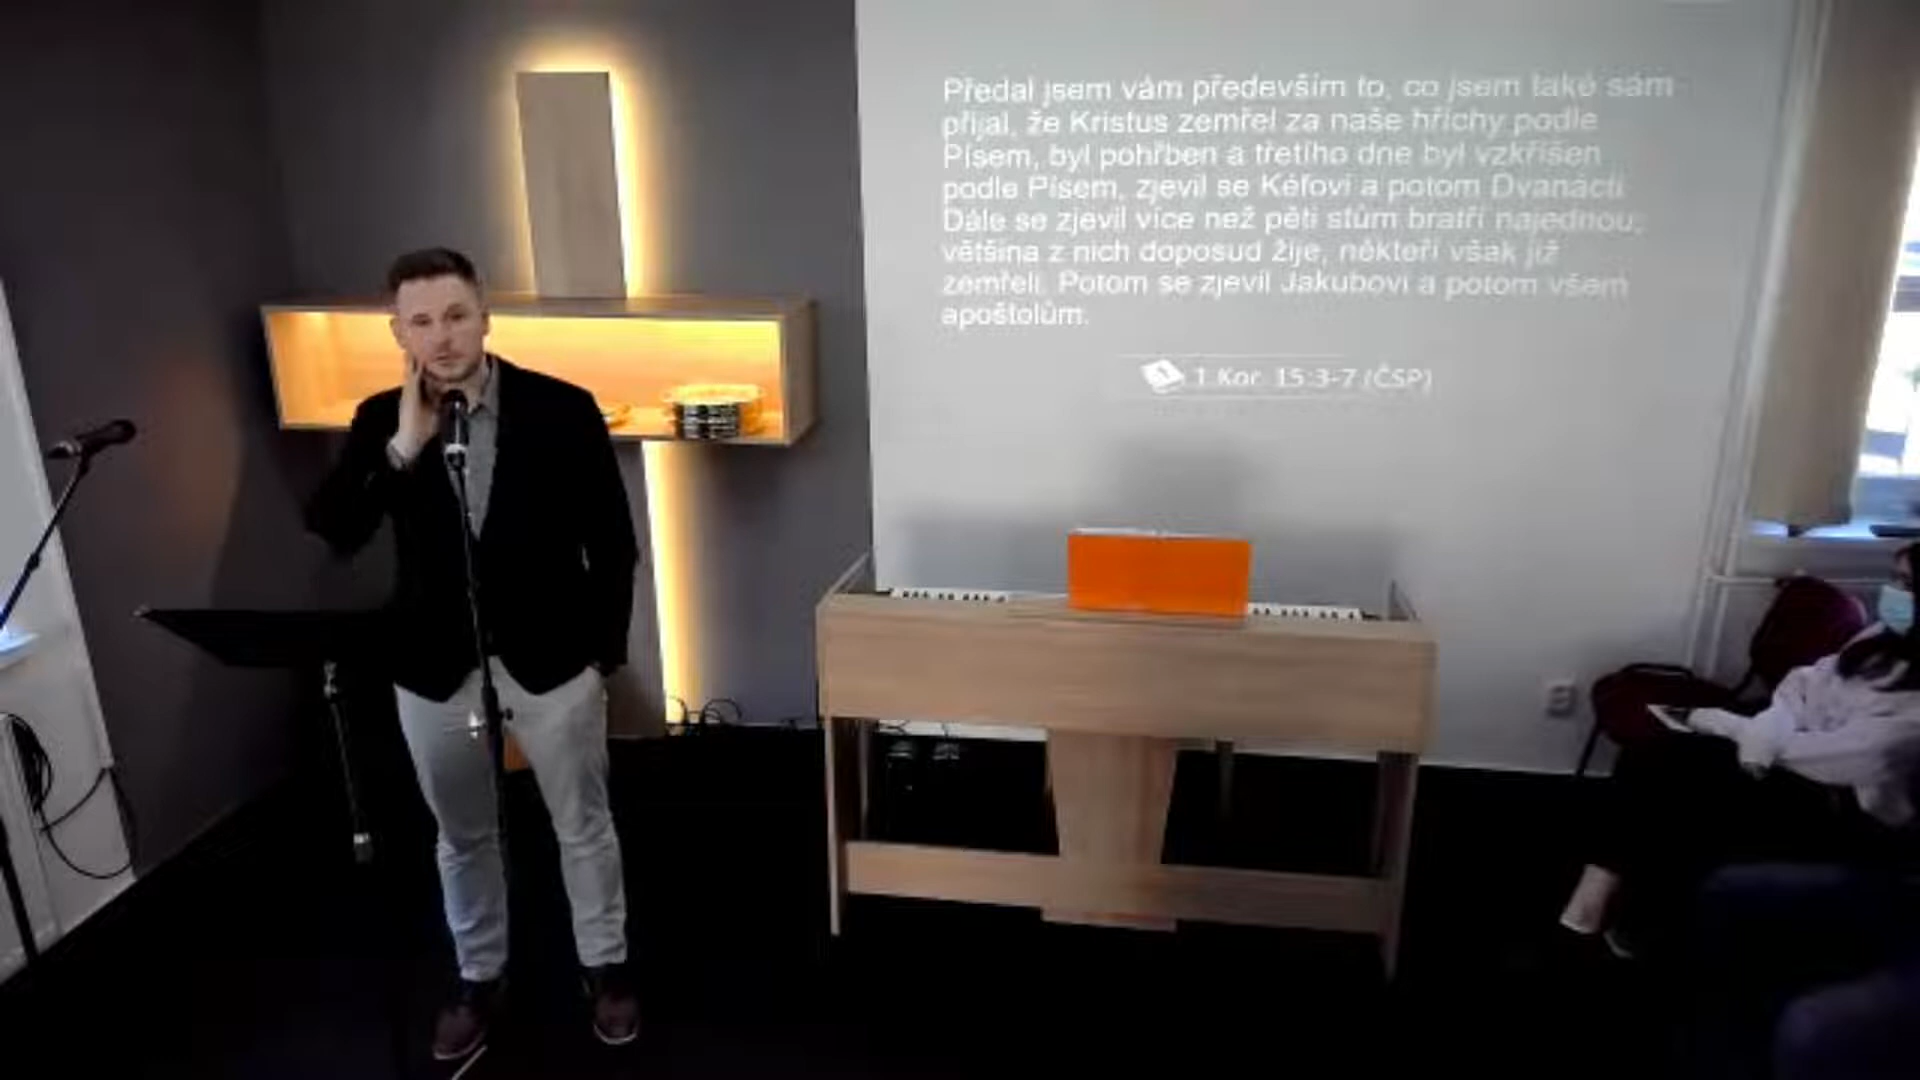 Předal jsem vám především to, co jsem také sám
přijal, že Kristus zemřel za naše hříchy podle
Písem, byl pohřben a třetího dne byl vzkříšen
podle Písem, zjevil se Kéfovi a potom Dvanácti.
Dále se zjevil více než pěti stům bratří najednou;
většina z nich doposud žije, někteří však již
zemřeli. Potom se zjevil Jakubovi a potom všem
apoštolům.
1.Kor. 15:3-7 (ČSP)